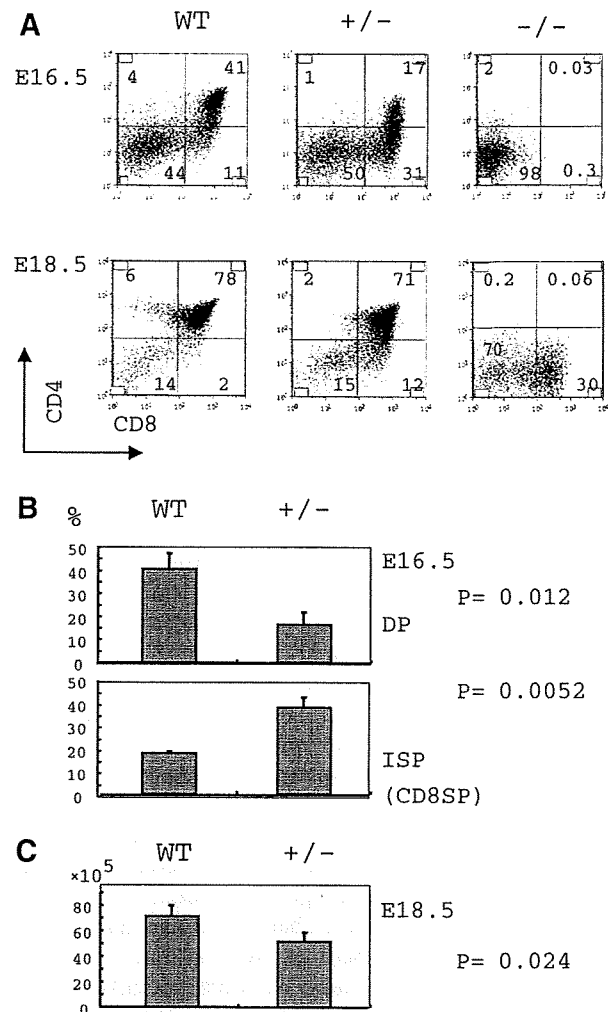 A WT +/- -/-
E16.5
4 41
44 11
1 17
50 31
2 0.03
98 0.3
E18.5
6 78
14 2
2 71
15 12
0.2 0.06
70 30
CD4
CD8
B % WT +/-
50
40
30
20
10
0
E16.5
DP
P= 0.012
50
40
30
20
10
0
P= 0.0052
ISP
(CD8SP)
C WT +/-
×10⁵
80
60
40
20
0
E18.5
P= 0.024